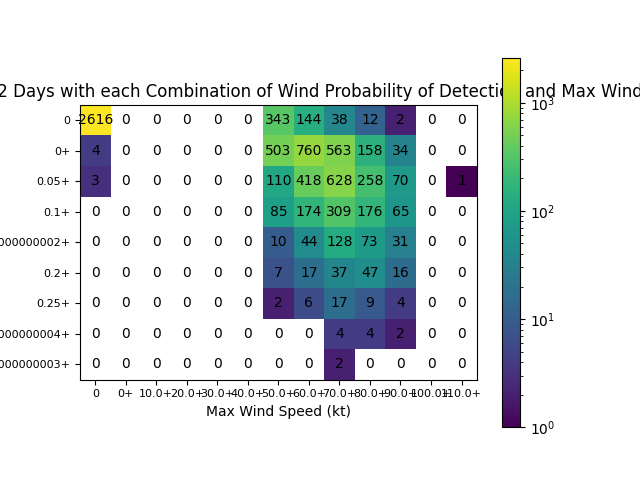 2 Days with each Combination of Wind Probability of Detection and Max Wind
0 2616 0 0 0 0 0 343 144 38 12 2 0 0
0+ 4 0 0 0 0 0 503 760 563 158 34 0 0
0.05+ 3 0 0 0 0 0 110 418 628 258 70 0 1
0.1+ 0 0 0 0 0 0 85 174 309 176 65 0 0
000000002+ 0 0 0 0 0 0 10 44 128 73 31 0 0
0.2+ 0 0 0 0 0 0 7 17 37 47 16 0 0
0.25+ 0 0 0 0 0 0 2 6 17 9 4 0 0
000000004+ 0 0 0 0 0 0 0 0 4 4 2 0 0
000000003+ 0 0 0 0 0 0 0 0 2 0 0 0 0
0 0+ 10.0+ 20.0+ 30.0+ 40.0+ 50.0+ 60.0+ 70.0+ 80.0+ 90.0+ 100.0+ 110.0+
Max Wind Speed (kt)
10^3
10^2
10^1
10^0